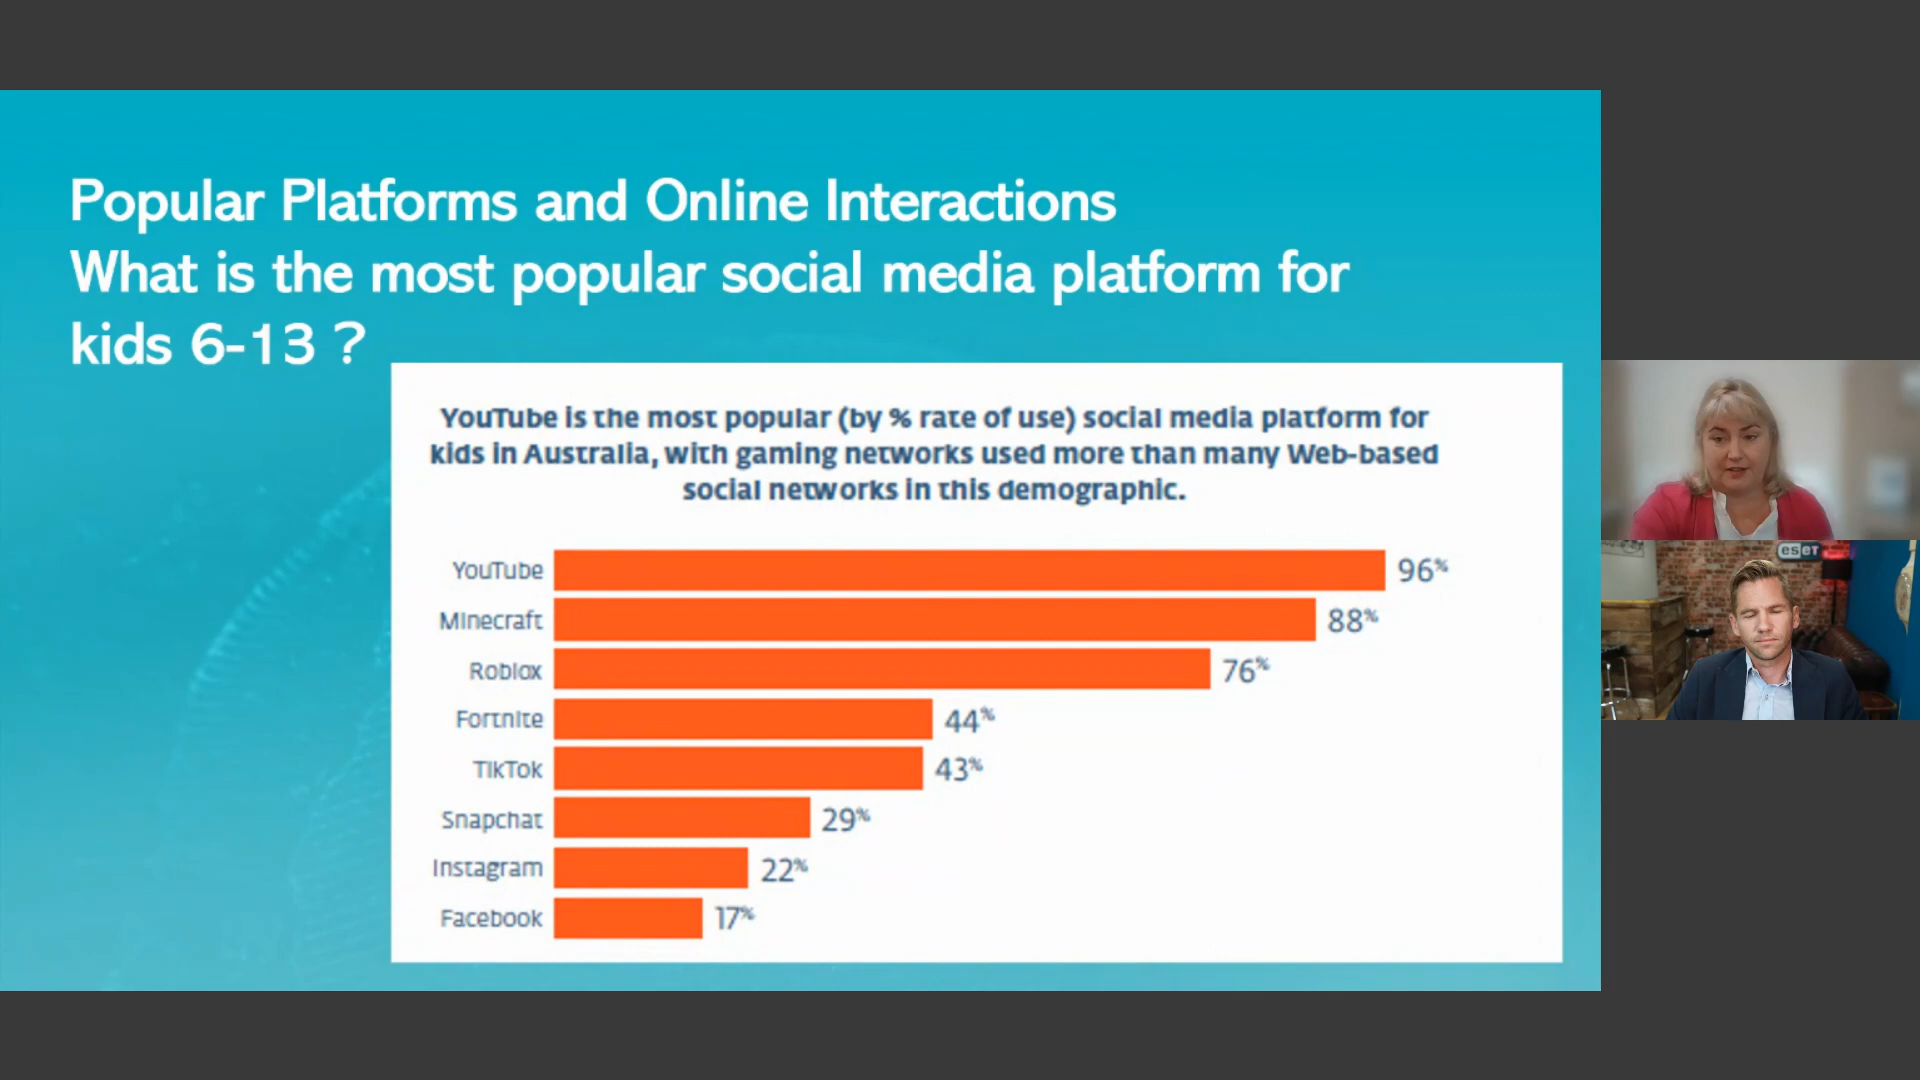 Popular Platforms and Online Interactions
What is the most popular social media platform for
kids 6-13 ?
YouTube is the most popular (by % rate of use) social media platform for
kids in Australia, with gaming networks used more than many Web-based
social networks in this demographic.
YouTube 96%
Minecraft 88%
Roblox 76%
Fortnite 44%
TikTok 43%
Snapchat 29%
Instagram 22%
Facebook 17%
eset